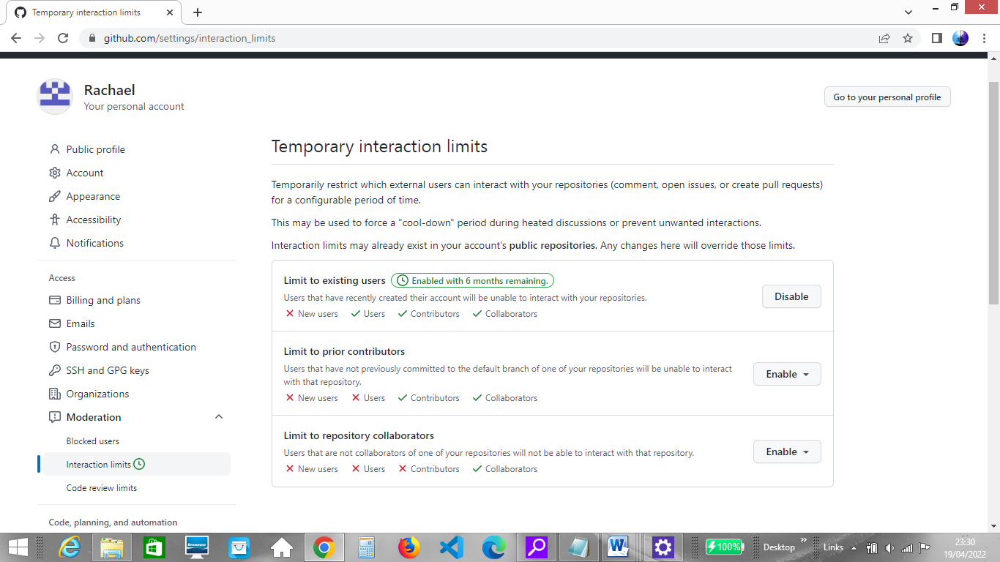 Temporary interaction limits
github.com/settings/interaction_limits
Rachael
Your personal account
Go to your personal profile
Public profile
Account
Appearance
Accessibility
Notifications
Access
Billing and plans
Emails
Password and authentication
SSH and GPG keys
Organizations
Moderation
Blocked users
Interaction limits
Code review limits
Code, planning, and automation
Temporary interaction limits
Temporarily restrict which external users can interact with your repositories (comment, open issues, or create pull requests)
for a configurable period of time.
This may be used to force a "cool-down" period during heated discussions or prevent unwanted interactions.
Interaction limits may already exist in your account's public repositories. Any changes here will override those limits.
Limit to existing users Enabled with 6 months remaining.
Users that have recently created their account will be unable to interact with your repositories.
New users Users Contributors Collaborators
Disable
Limit to prior contributors
Users that have not previously committed to the default branch of one of your repositories will be unable to interact
with that repository.
New users Users Contributors Collaborators
Enable
Limit to repository collaborators
Users that are not collaborators of one of your repositories will not be able to interact with that repository.
New users Users Contributors Collaborators
Enable
lenovo
W
100%
Desktop
Links
23:30
19/04/2022